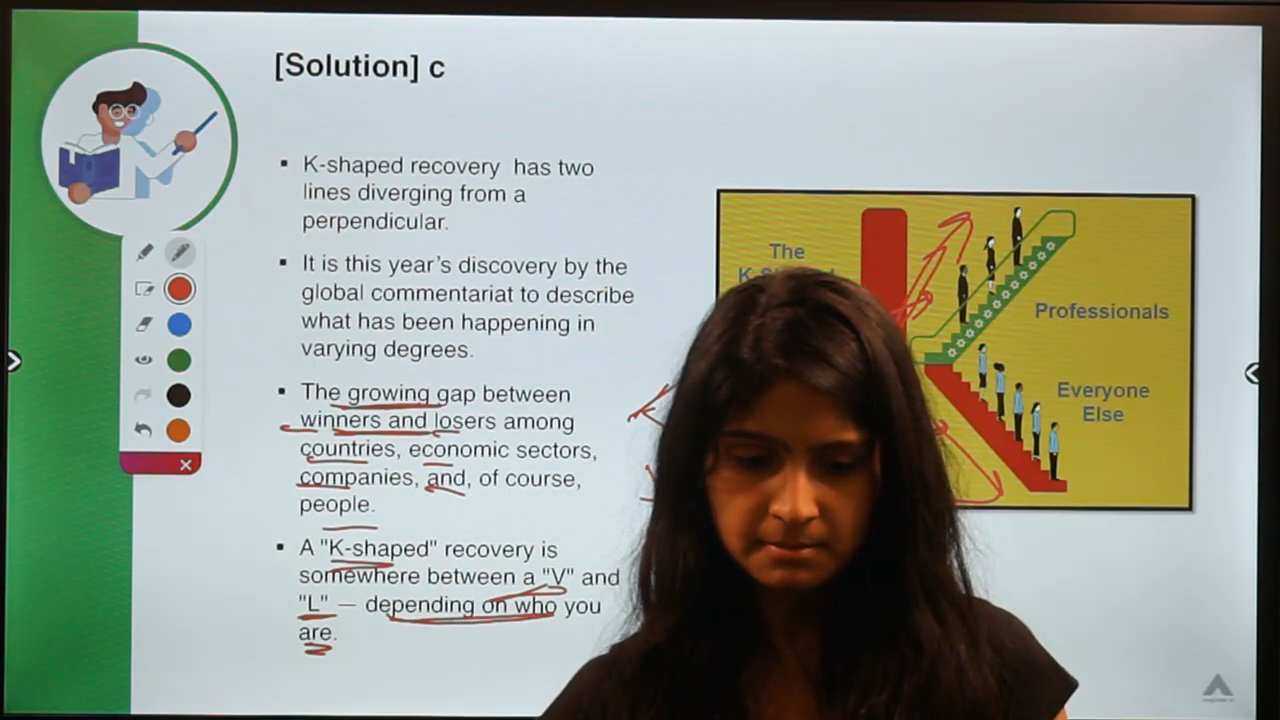 [Solution] c
▪ K-shaped recovery has two
lines diverging from a
perpendicular.
▪ It is this year's discovery by the
global commentariat to describe
what has been happening in
varying degrees.
▪ The growing gap between
winners and losers among
countries, economic sectors,
companies, and, of course,
people.
▪ A "K-shaped" recovery is
somewhere between a "V" and
"L" — depending on who you
are.
The
Professionals
Everyone
Else